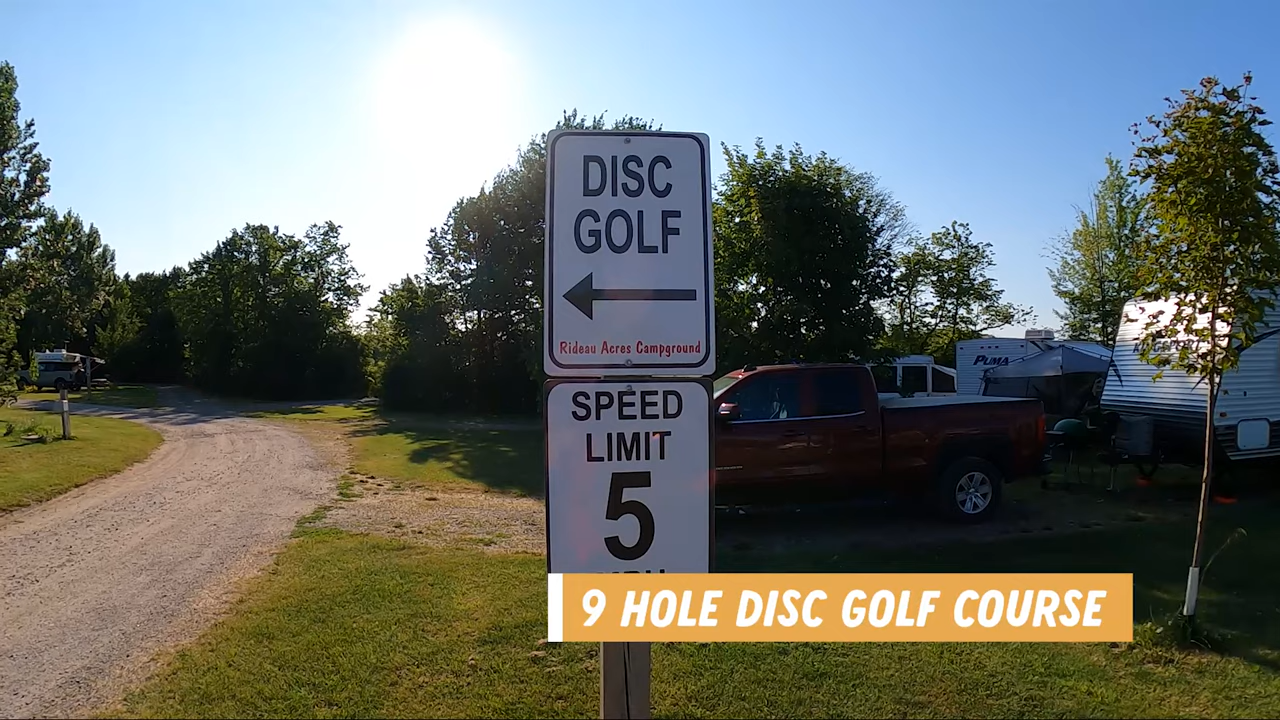 DISC
GOLF
Rideau Acres Campground
SPEED
LIMIT
5
9 HOLE DISC GOLF COURSE
PUMA